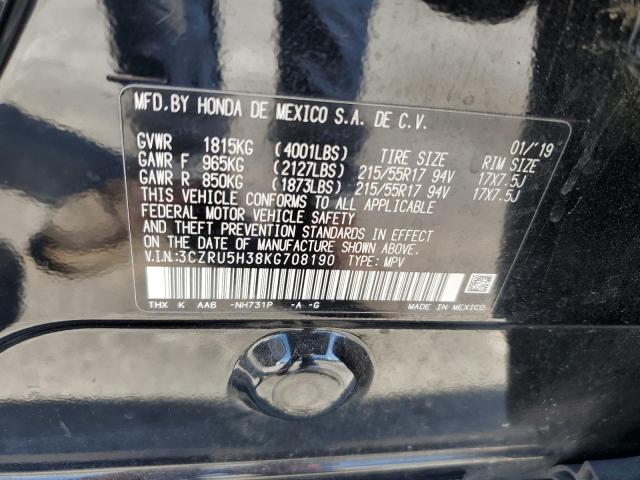 MFD. BY HONDA DE MEXICO S.A. DE C.V.
01/'19
GVWR 1815KG (4001LBS) TIRE SIZE RIM SIZE
GAWR F 965KG (2127LBS) 215/55R17 94V 17X7.5J
GAWR R 850KG (1873LBS) 215/55R17 94V 17X7.5J
THIS VEHICLE CONFORMS TO ALL APPLICABLE
FEDERAL MOTOR VEHICLE SAFETY
AND THEFT PREVENTION STANDARDS IN EFFECT
ON THE DATE OF MANUFACTURE SHOWN ABOVE.
V.I.N.:3CZRU5H38KG708190 TYPE: MPV
THX K AA6 -NH731P -A -G MADE IN MEXICO